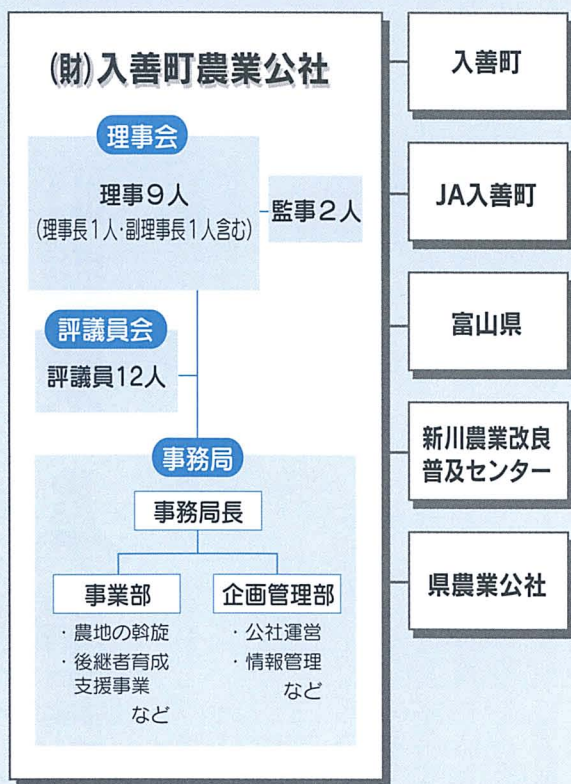 (財)入善町農業公社
理事会
理事9人
(理事長1人・副理事長1人含む)
監事2人
評議員会
評議員12人
事務局
事務局長
事業部
・農地の斡旋
・後継者育成
支援事業
など
企画管理部
・公社運営
・情報管理
など
入善町
JA入善町
富山県
新川農業改良
普及センター
県農業公社